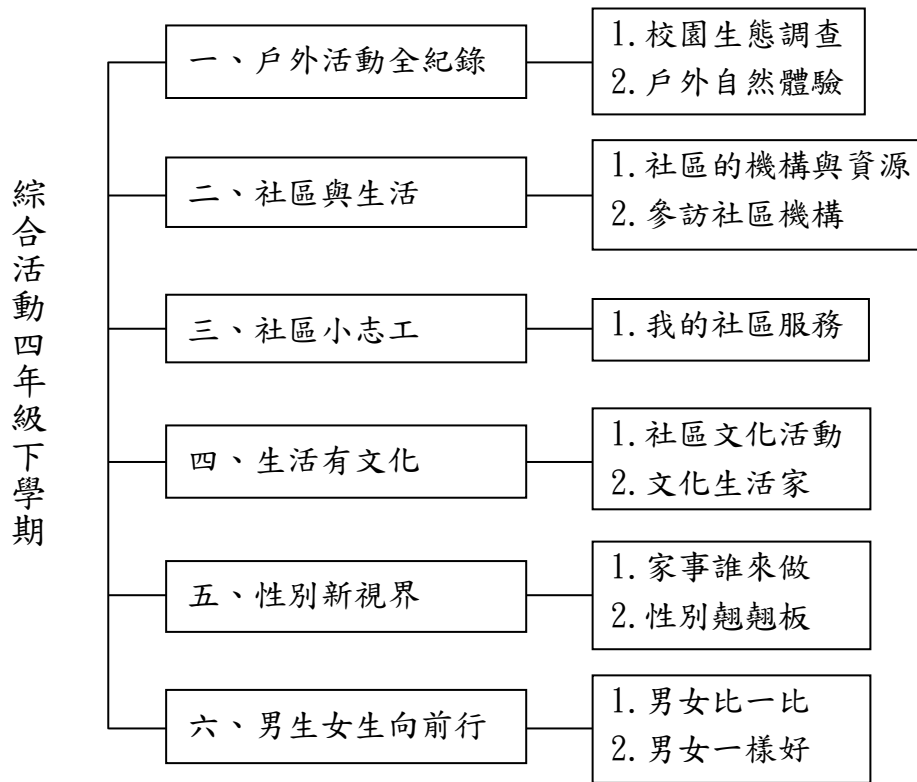 綜合活動四年級下學期
一、戶外活動全紀錄
1.校園生態調查
2.戶外自然體驗
二、社區與生活
1.社區的機構與資源
2.參訪社區機構
三、社區小志工
1.我的社區服務
四、生活有文化
1.社區文化活動
2.文化生活家
五、性別新視界
1.家事誰來做
2.性別翹翹板
六、男生女生向前行
1.男女比一比
2.男女一樣好